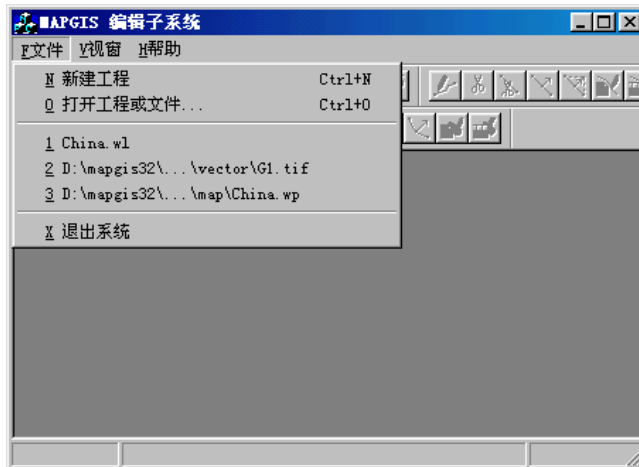 MAPGIS 编辑子系统
F文件 V视窗 H帮助
N 新建工程 Ctrl+N
O 打开工程或文件... Ctrl+O
1 China.wl
2 D:\mapgis32\...\vector\G1.tif
3 D:\mapgis32\...\map\China.wp
X 退出系统